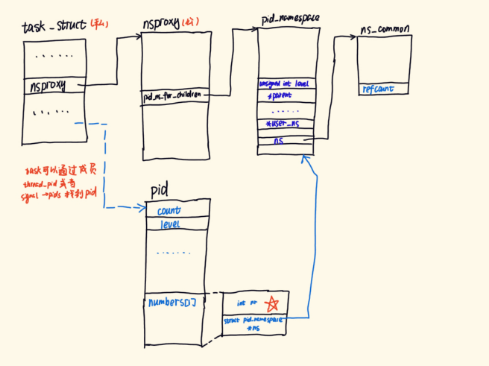 task_struct
nsproxy
pid_namespace
ns_common
......
nsproxy
......
pid_ns_for_children
unsigned int level
*parent
......
*user_ns
ns
refcount
task可以通过成员
thread_pid或者
signal→pids 找到pid
pid
count
level
......
numbers[]
int nr
struct pid_namespace
*ns